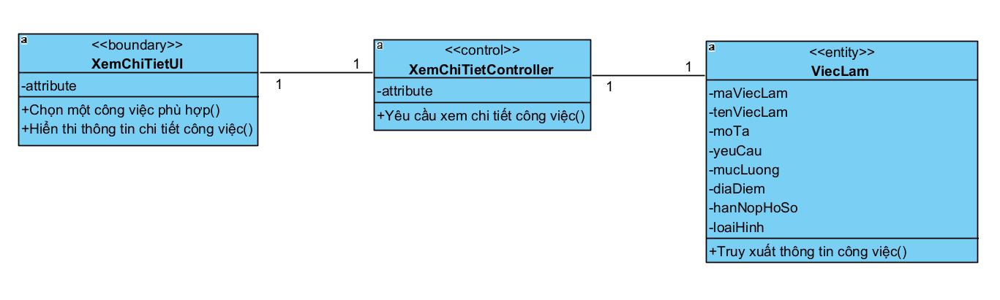 a
<<boundary>>
XemChiTietUI
-attribute
+Chọn một công việc phù hợp()
+Hiển thi thông tin chi tiết công việc()
1
1
a
<<control>>
XemChiTietController
-attribute
+Yêu cầu xem chi tiết công việc()
1
1
a
<<entity>>
ViecLam
-maViecLam
-tenViecLam
-moTa
-yeuCau
-mucLuong
-diaDiem
-hanNopHoSo
-loaiHinh
+Truy xuất thông tin công việc()